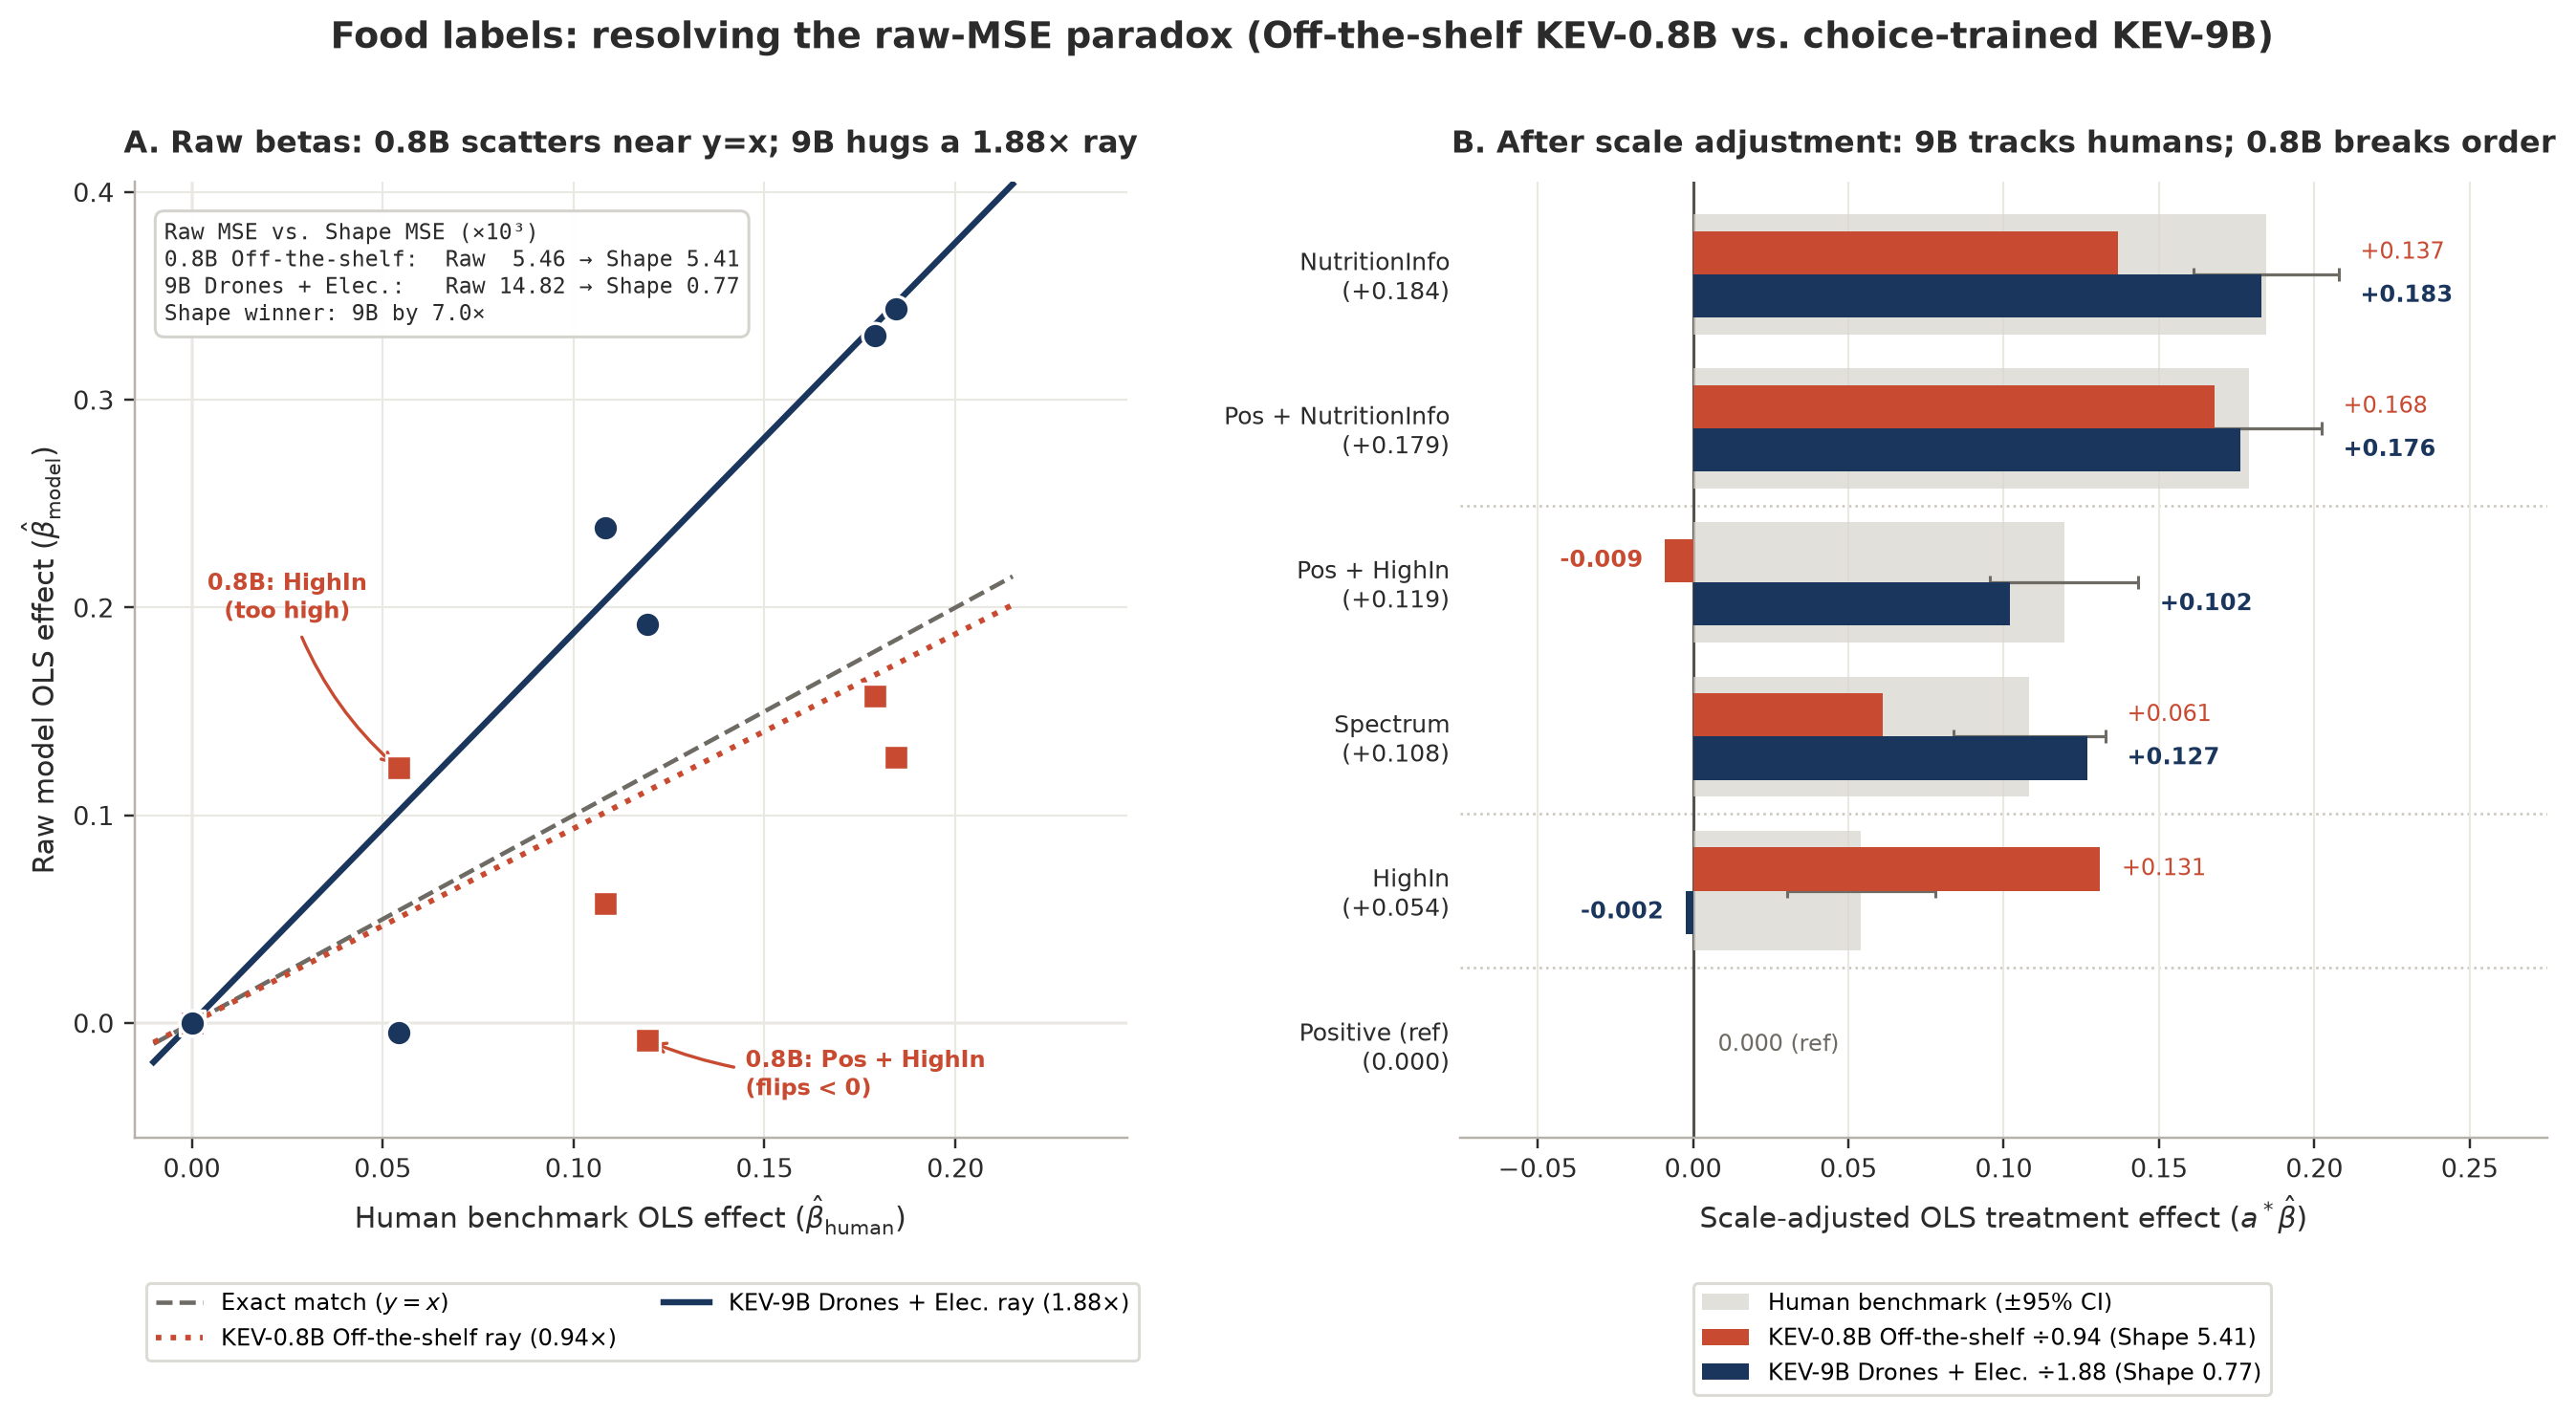 Food labels: resolving the raw-MSE paradox (Off-the-shelf KEV-0.8B vs. choice-trained KEV-9B)
A. Raw betas: 0.8B scatters near y=x; 9B hugs a 1.88× ray
Raw model OLS effect (β̂model)
0.4
0.3
0.2
0.1
0.0
Raw MSE vs. Shape MSE (×10³)
0.8B Off-the-shelf: Raw 5.46 → Shape 5.41
9B Drones + Elec.: Raw 14.82 → Shape 0.77
Shape winner: 9B by 7.0×
0.8B: HighIn
(too high)
0.8B: Pos + HighIn
(flips < 0)
0.00 0.05 0.10 0.15 0.20
Human benchmark OLS effect (β̂human)
Exact match (y = x)
KEV-0.8B Off-the-shelf ray (0.94×)
KEV-9B Drones + Elec. ray (1.88×)
B. After scale adjustment: 9B tracks humans; 0.8B breaks order
NutritionInfo
(+0.184)
+0.137
+0.183
Pos + NutritionInfo
(+0.179)
+0.168
+0.176
Pos + HighIn
(+0.119)
-0.009
+0.102
Spectrum
(+0.108)
+0.061
+0.127
HighIn
(+0.054)
+0.131
-0.002
Positive (ref)
(0.000)
0.000 (ref)
−0.05 0.00 0.05 0.10 0.15 0.20 0.25
Scale-adjusted OLS treatment effect (a*β̂)
Human benchmark (±95% CI)
KEV-0.8B Off-the-shelf ÷0.94 (Shape 5.41)
KEV-9B Drones + Elec. ÷1.88 (Shape 0.77)